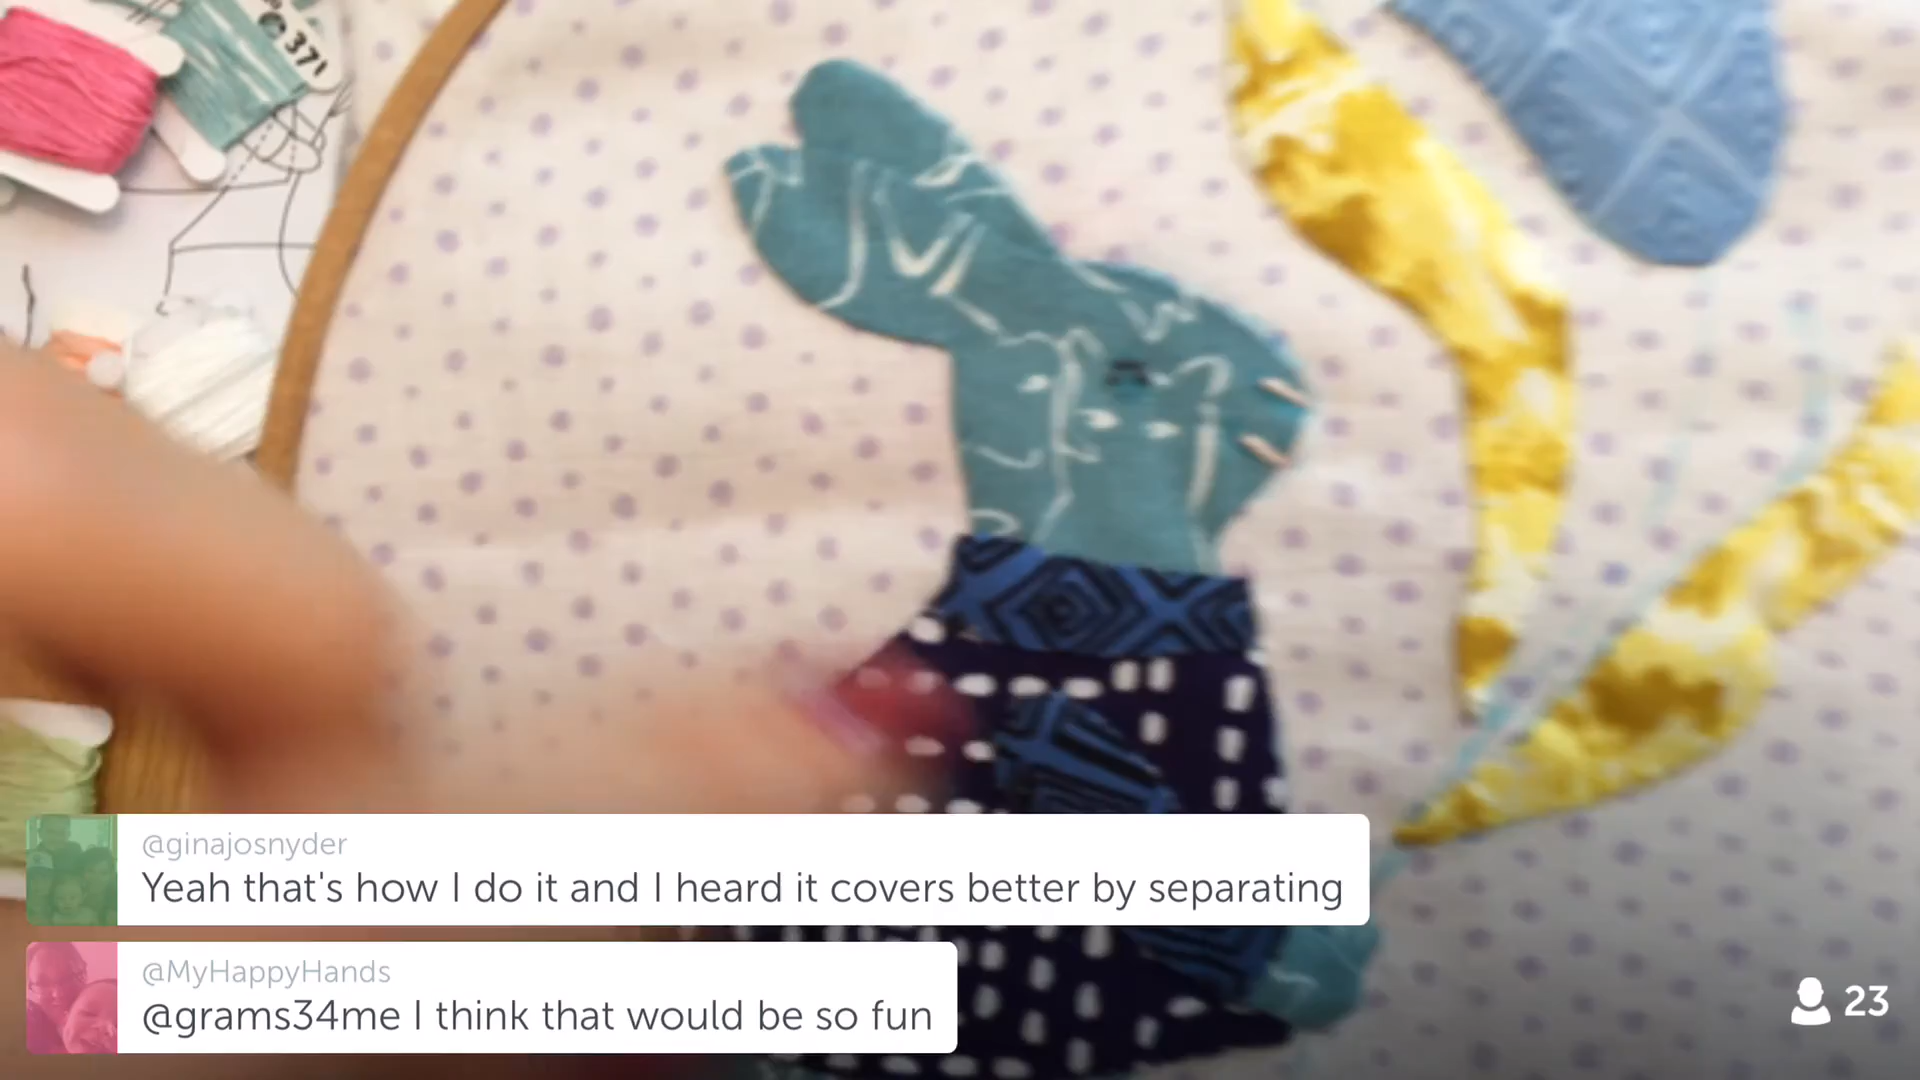 371
@ginajosnyder
Yeah that's how I do it and I heard it covers better by separating
@MyHappyHands
@grams34me I think that would be so fun
23